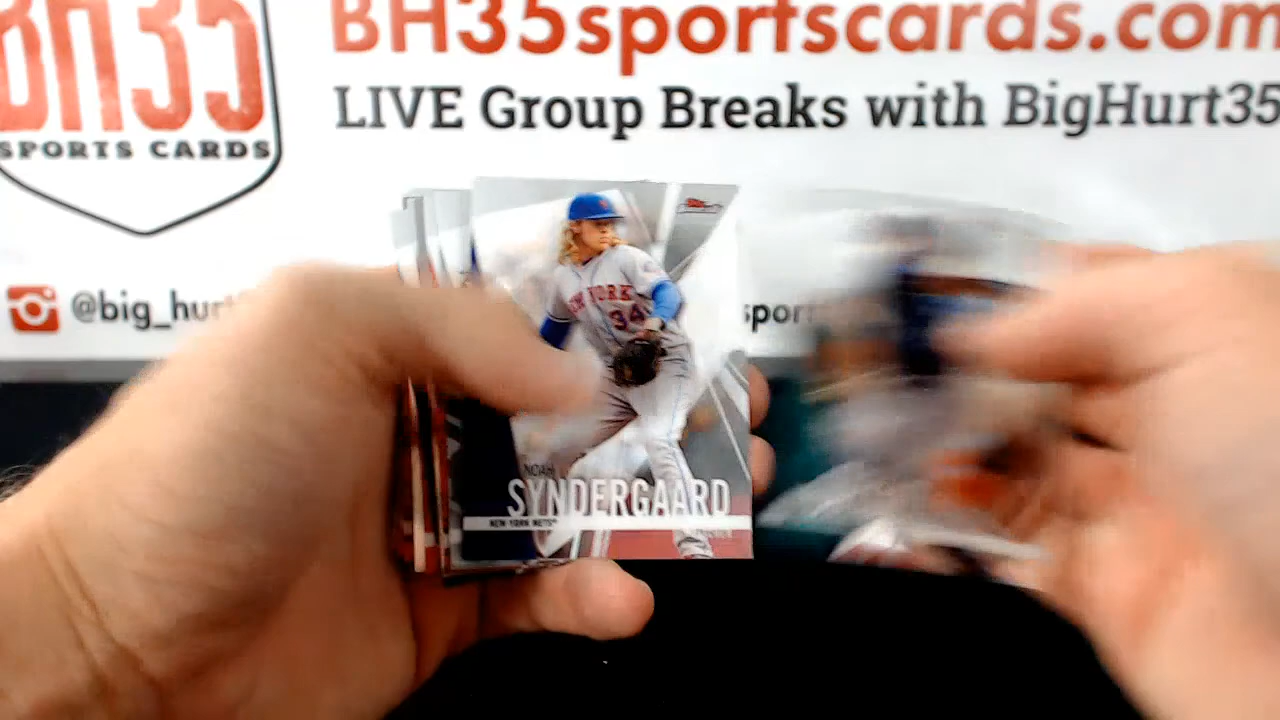 BH35
SPORTS CARDS
BH35sportscards.com
LIVE Group Breaks with BigHurt35
@big_hur
spor
NEW YORK
34
NOAH
SYNDERGAARD
NEW YORK METS